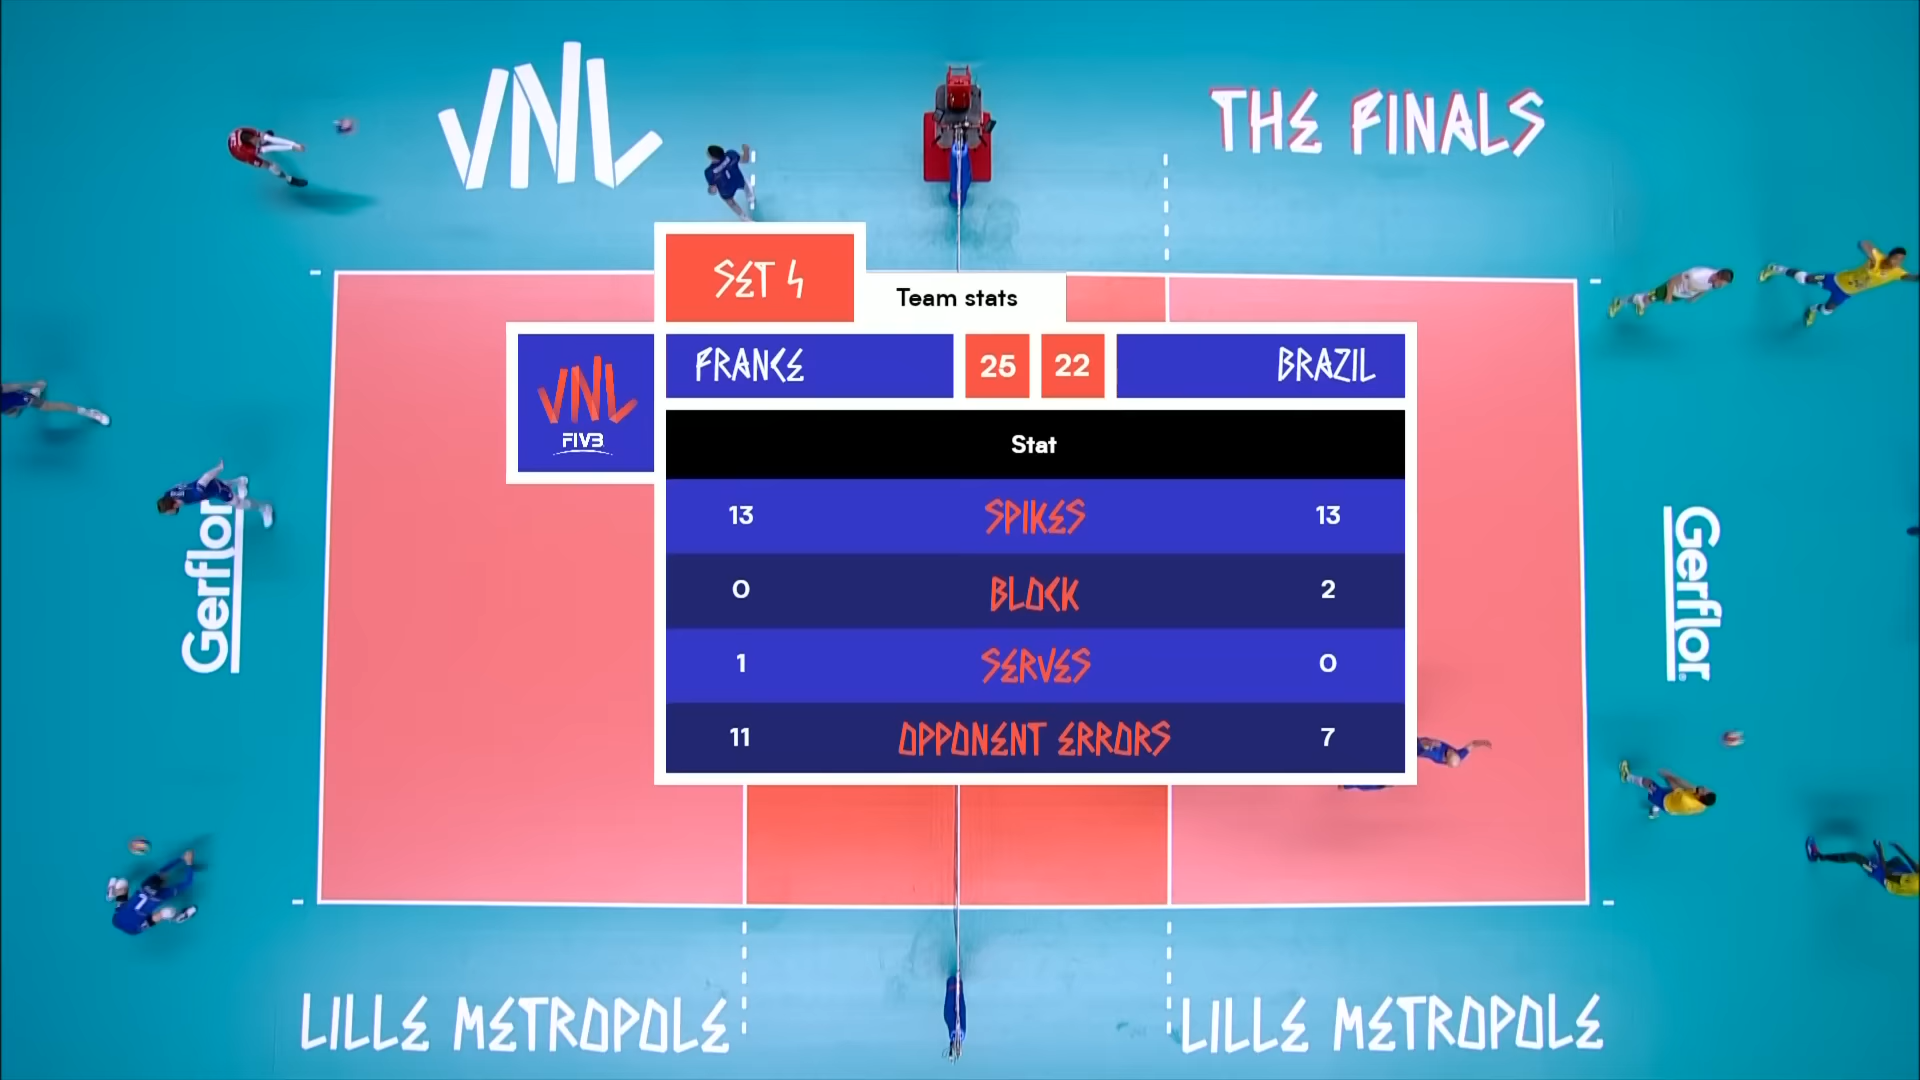 VNL
THE FINALS
SET 4
Team stats
VNL
FIVB
FRANCE 25 22 BRAZIL
Stat
13 SPIKES 13
0 BLOCK 2
1 SERVES 0
11 OPPONENT ERRORS 7
Gerflor
Gerflor
7
LILLE METROPOLE
LILLE METROPOLE